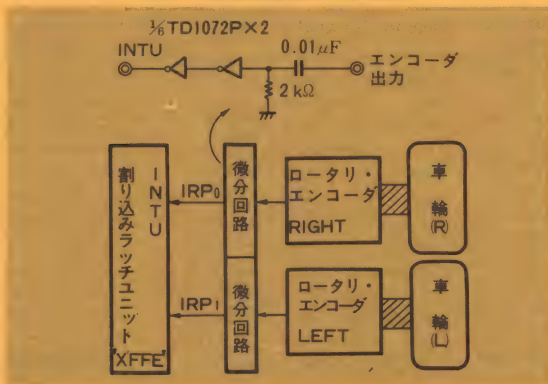 ⅙TD1072P×2
INTU
0.01μF
エンコーダ
出力
2kΩ
割り込みラッチユニット
"XFFE"
INTU
IRP₀
IRP₁
微分回路
微分回路
ロータリ・
エンコーダ
RIGHT
ロータリ・
エンコーダ
LEFT
車輪(R)
車輪(L)